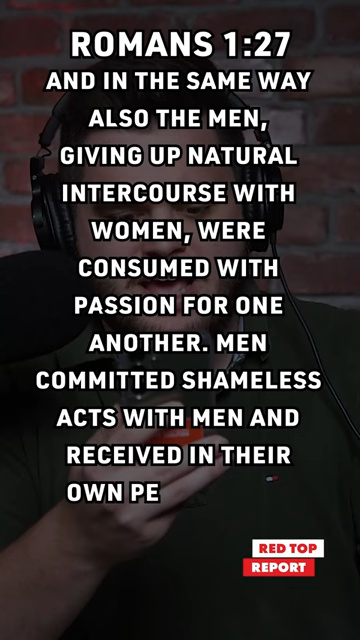 ROMANS 1:27
AND IN THE SAME WAY
ALSO THE MEN,
GIVING UP NATURAL
INTERCOURSE WITH
WOMEN, WERE
CONSUMED WITH
PASSION FOR ONE
ANOTHER. MEN
COMMITTED SHAMELESS
ACTS WITH MEN AND
RECEIVED IN THEIR
OWN PE
RED TOP
REPORT